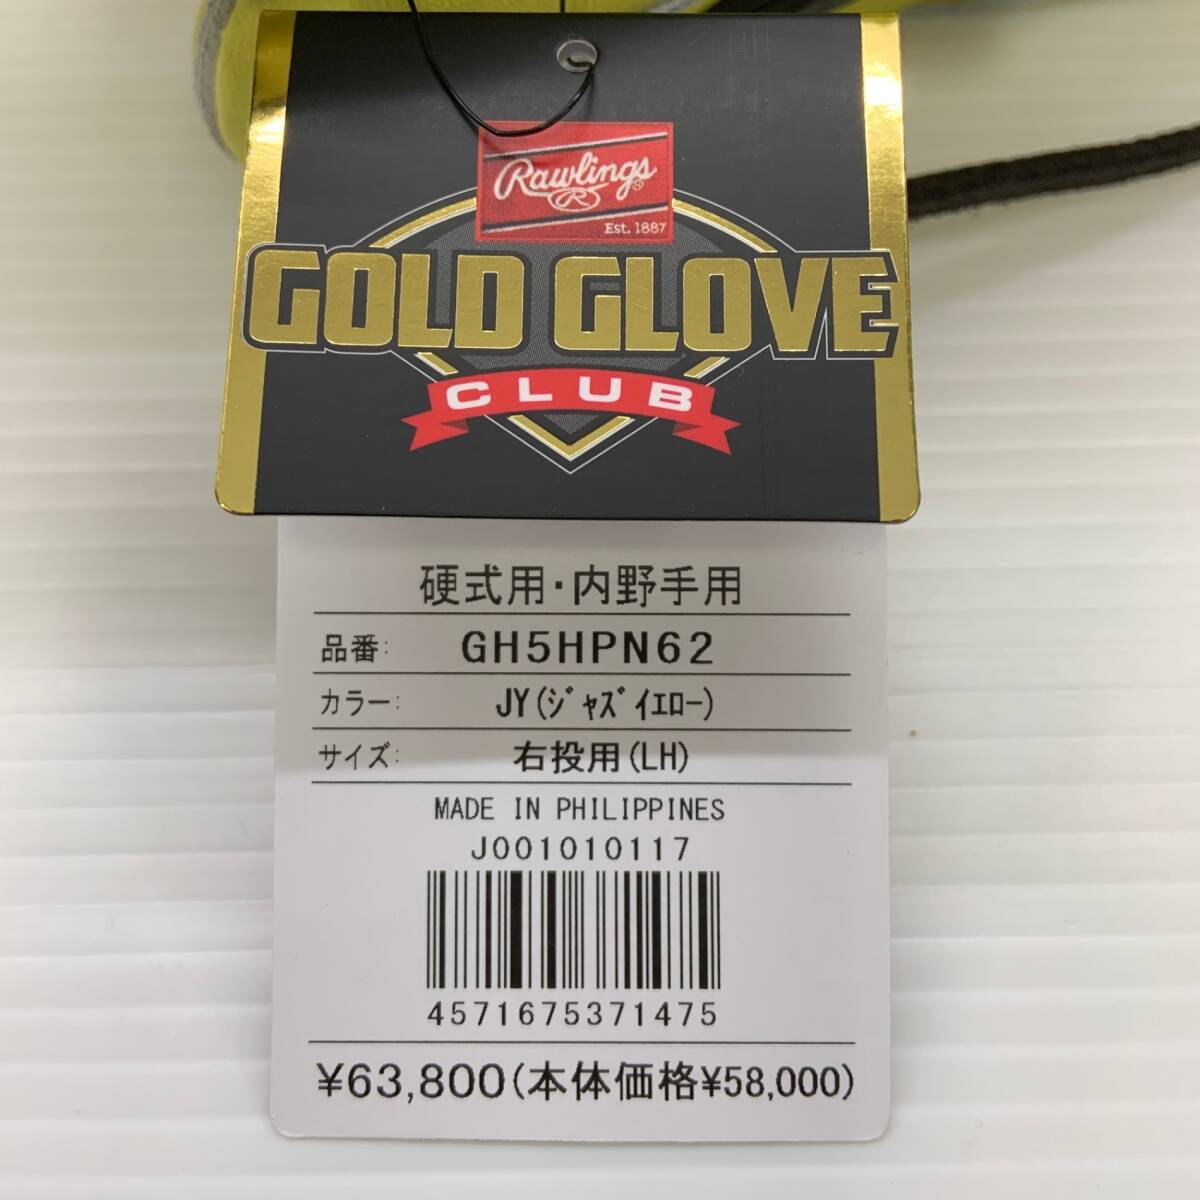 Rawlings®
R
Est. 1887
GOLD GLOVE
CLUB
硬式用・内野手用
品番: GH5HPN62
カラー: JY(ｼﾞｬｽﾞｲｴﾛｰ)
サイズ: 右投用(LH)
MADE IN PHILIPPINES
J001010117
4571675371475
¥63,800(本体価格¥58,000)